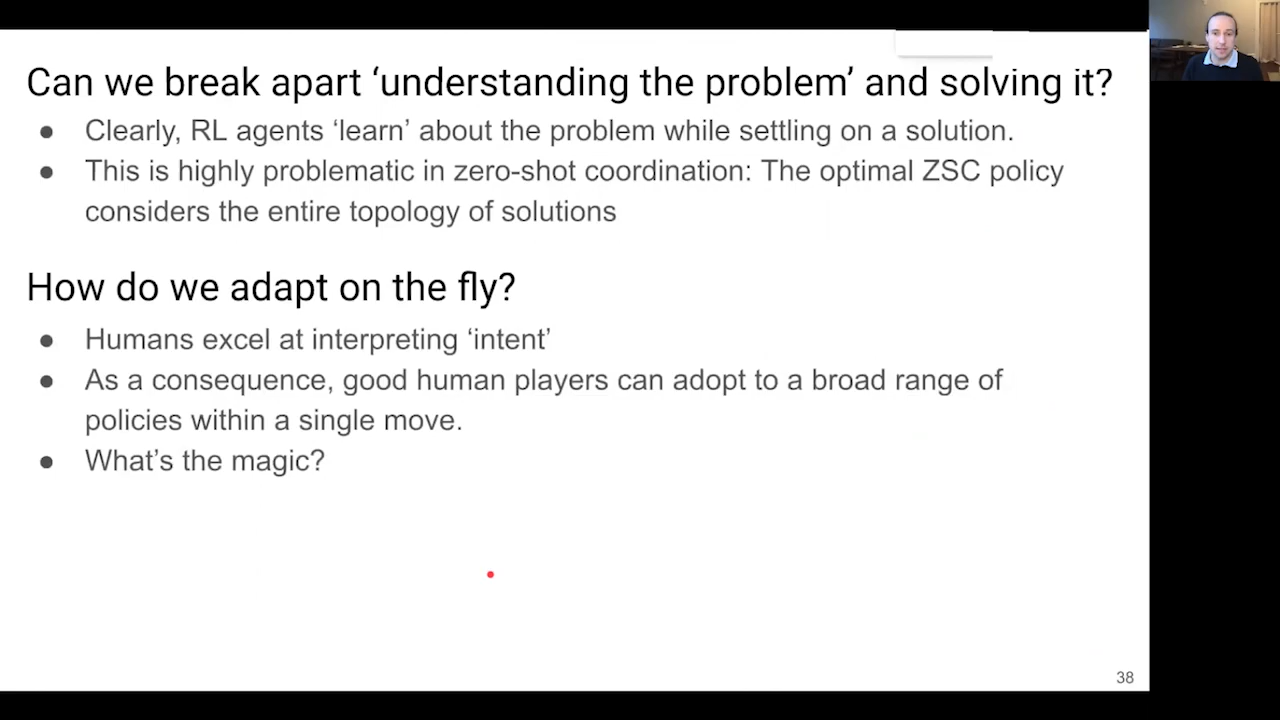 Can we break apart ‘understanding the problem’ and solving it?
● Clearly, RL agents ‘learn’ about the problem while settling on a solution.
● This is highly problematic in zero-shot coordination: The optimal ZSC policy
considers the entire topology of solutions
How do we adapt on the fly?
● Humans excel at interpreting ‘intent’
● As a consequence, good human players can adopt to a broad range of
policies within a single move.
● What’s the magic?
38